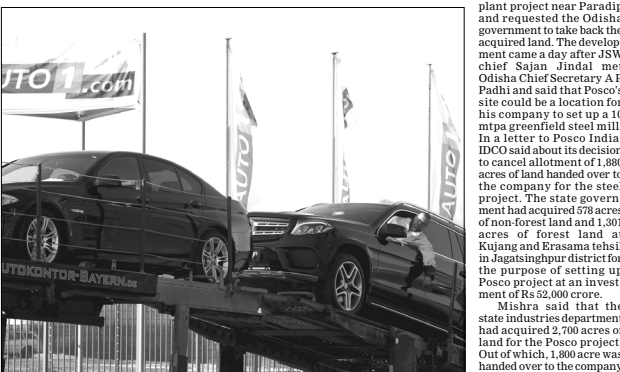 UTO 1.com
AUTO
AUTO
AUTOKONTOR-BAYERN.DE
plant project near Paradip
and requested the Odisha
government to take back the
acquired land. The develop-
ment came a day after JSW
chief Sajan Jindal met
Odisha Chief Secretary A P
Padhi and said that Posco's
site could be a location for
his company to set up a 10
mtpa greenfield steel mill.
In a letter to Posco India,
IDCO said about its decision
to cancel allotment of 1,880
acres of land handed over to
the company for the steel
project. The state govern-
ment had acquired 578 acres
of non-forest land and 1,301
acres of forest land at
Kujang and Erasama tehsil
in Jagatsinghpur district for
the purpose of setting up
Posco project at an invest-
ment of Rs 52,000 crore.
Mishra said that the
state industries department
had acquired 2,700 acres of
land for the Posco project.
Out of which, 1,800 acre was
handed over to the company